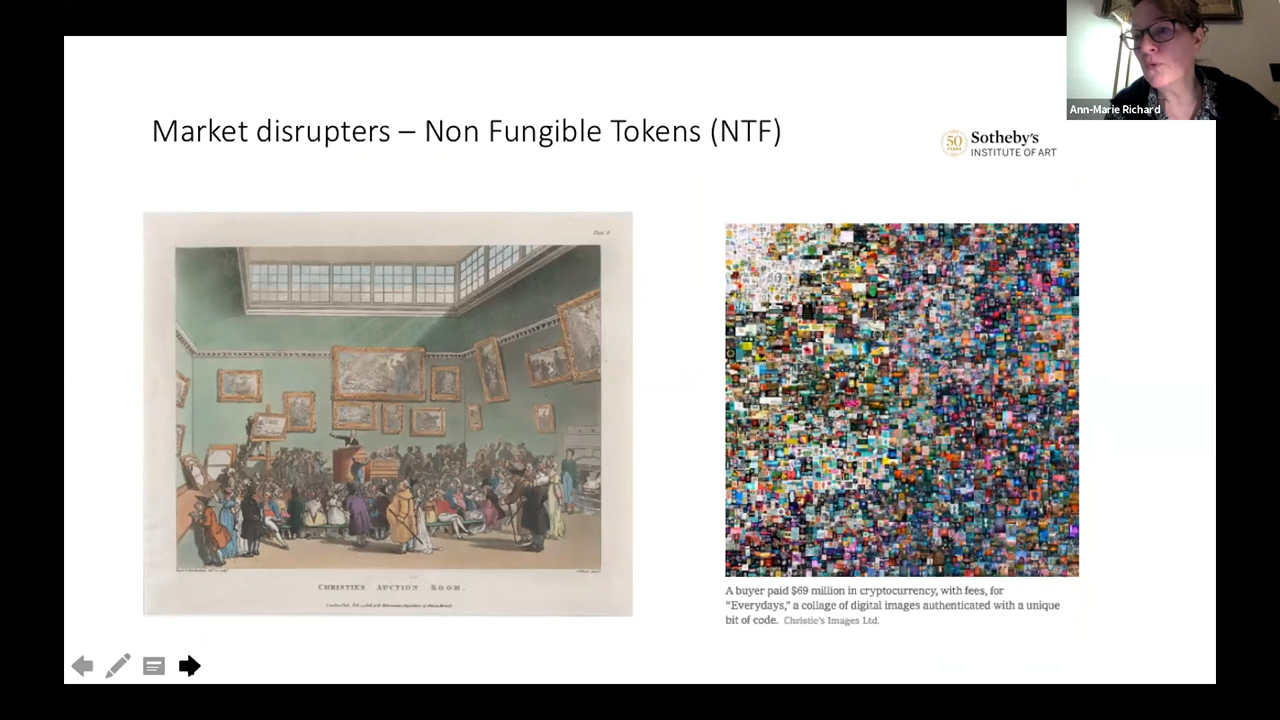 Ann-Marie Richard
Market disrupters – Non Fungible Tokens (NTF)
50
YEARS
Sotheby's
INSTITUTE OF ART
CHRISTIE'S AUCTION ROOM.
A buyer paid $69 million in cryptocurrency, with fees, for
"Everydays," a collage of digital images authenticated with a unique
bit of code. Christie's Images Ltd.